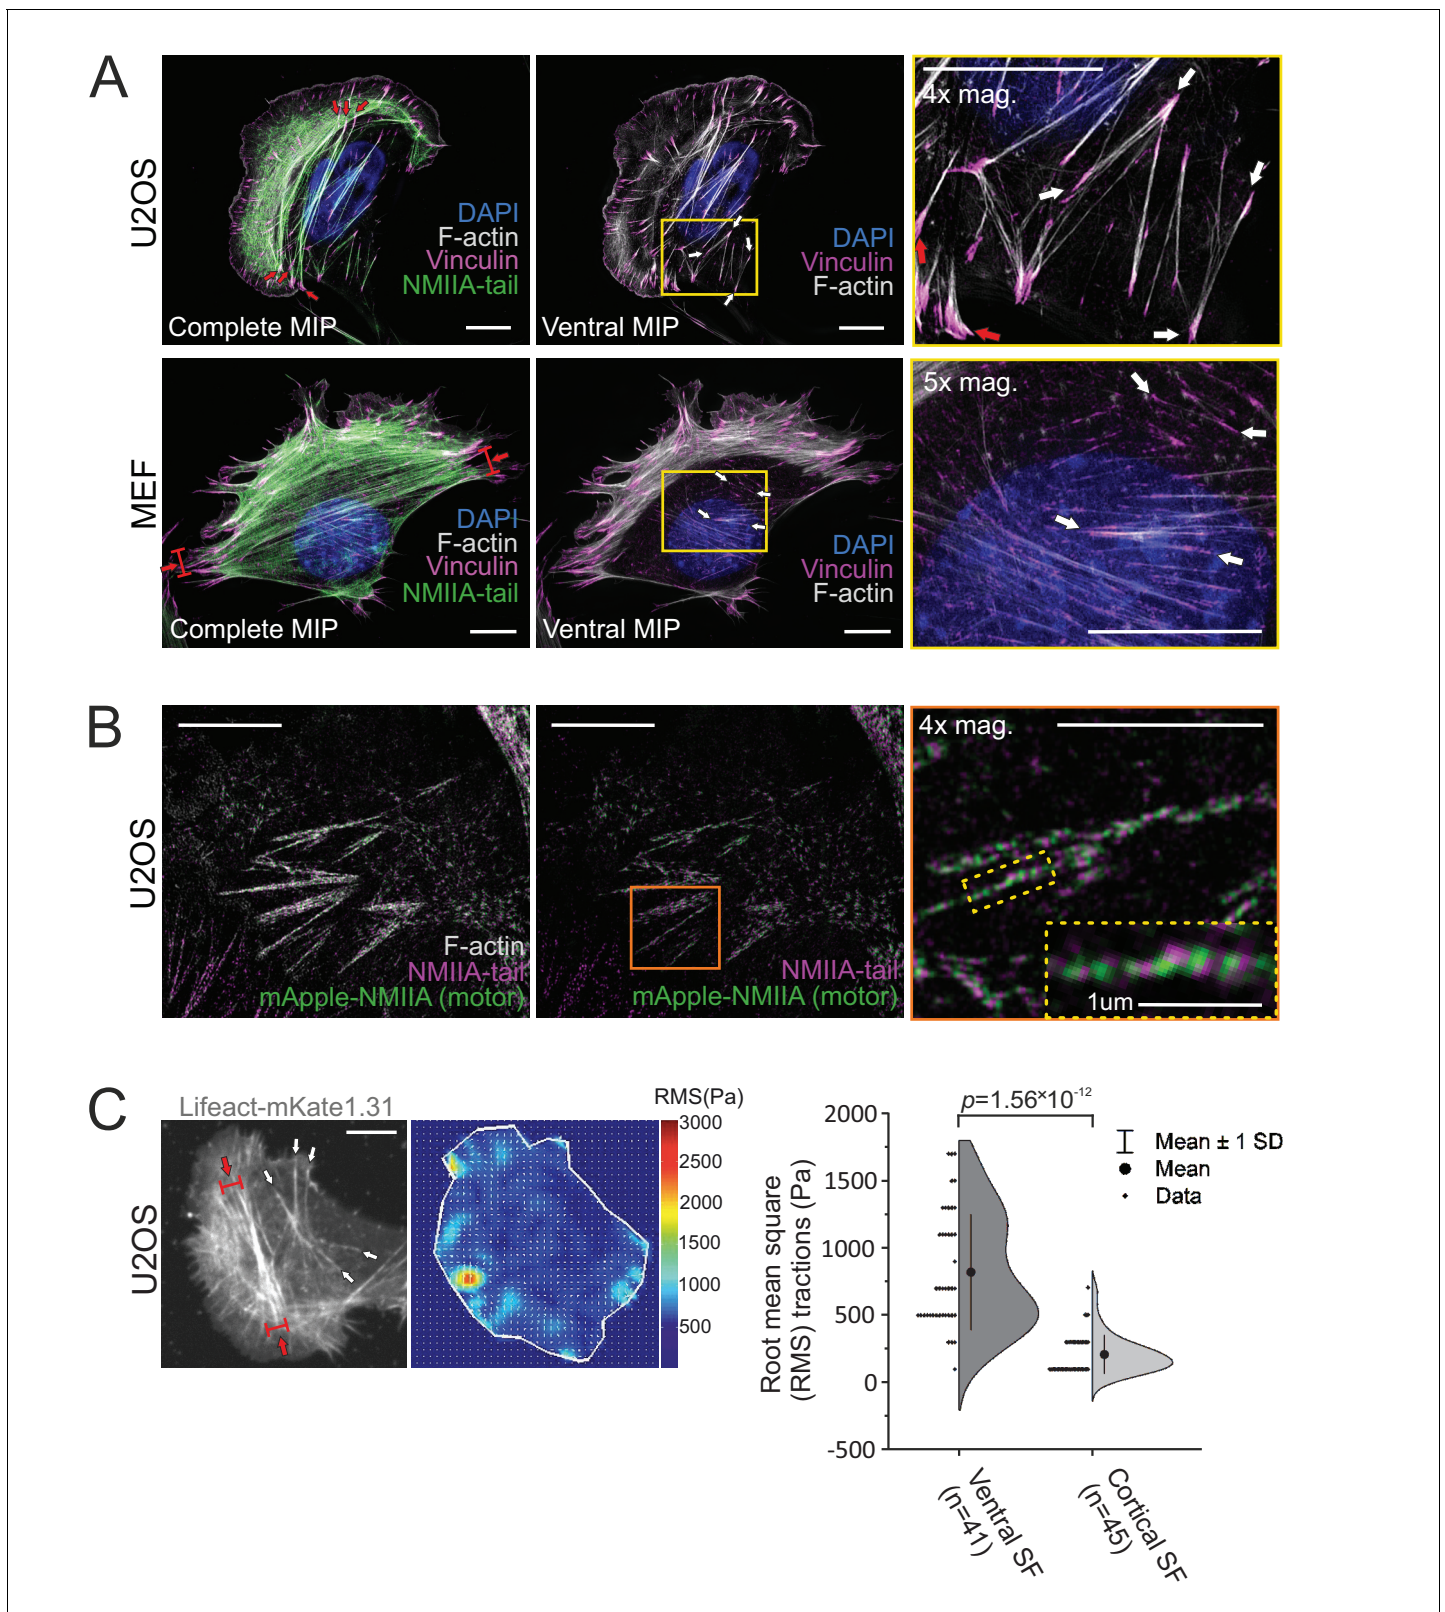 A
U2OS
DAPI
F-actin
Vinculin
NMIIA-tail
Complete MIP
DAPI
Vinculin
F-actin
Ventral MIP
4x mag.
MEF
DAPI
F-actin
Vinculin
NMIIA-tail
Complete MIP
DAPI
Vinculin
F-actin
Ventral MIP
5x mag.
B
U2OS
F-actin
NMIIA-tail
mApple-NMIIA (motor)
NMIIA-tail
mApple-NMIIA (motor)
4x mag.
1um
C
U2OS
Lifeact-mKate1.31
RMS(Pa)
3000
2500
2000
1500
1000
500
Root mean square
(RMS) tractions (Pa)
2000
1500
1000
500
0
-500
p=1.56×10⁻¹²
Mean ± 1 SD
Mean
Data
Ventral SF
(n=41)
Cortical SF
(n=45)